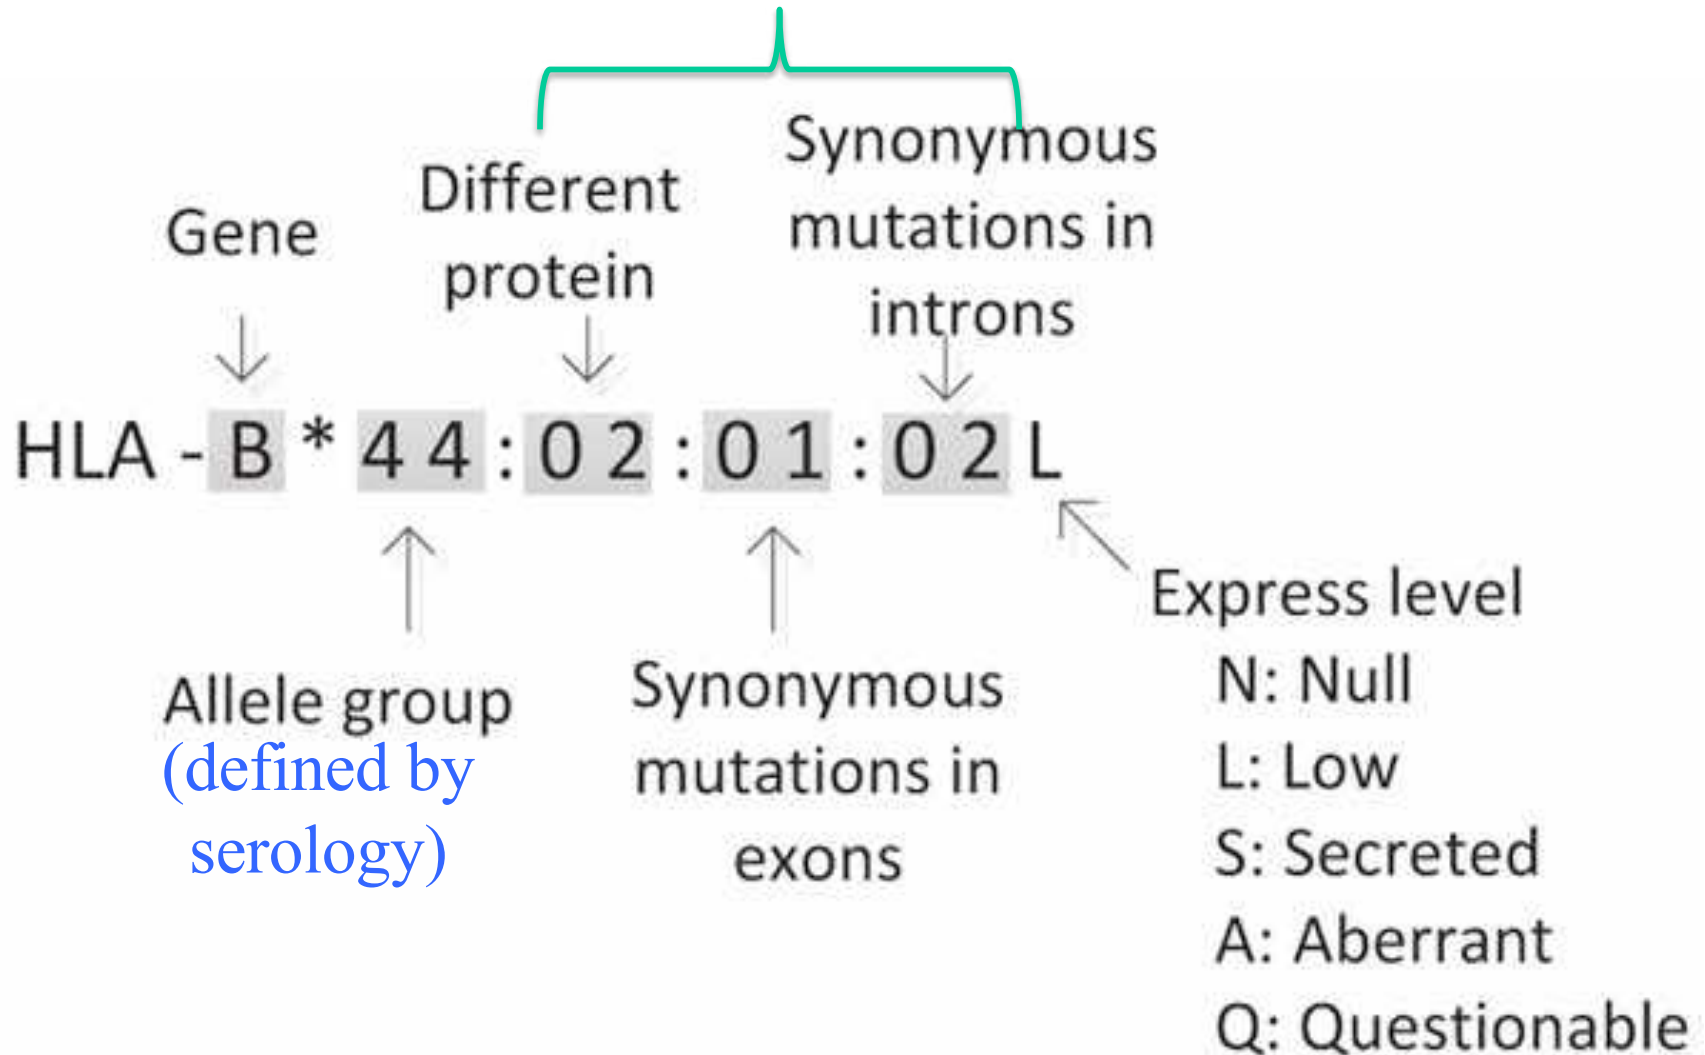 Gene
Different
protein
Synonymous
mutations in
introns
HLA - B * 4 4 : 0 2 : 0 1 : 0 2 L
Allele group
(defined by
serology)
Synonymous
mutations in
exons
Express level
N: Null
L: Low
S: Secreted
A: Aberrant
Q: Questionable